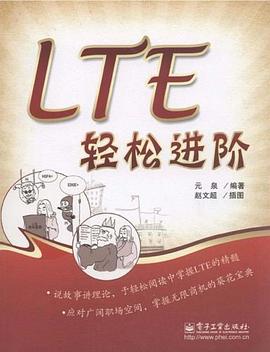 LTE
轻松进阶
元 泉 / 编著
赵文超 / 插图
HSPA+
EDGE+
·说故事讲理论，于轻松阅读中掌握LTE的精髓
·应对广阔职场空间，掌握无限商机的葵花宝典
电子工业出版社
http://www.phei.com.cn